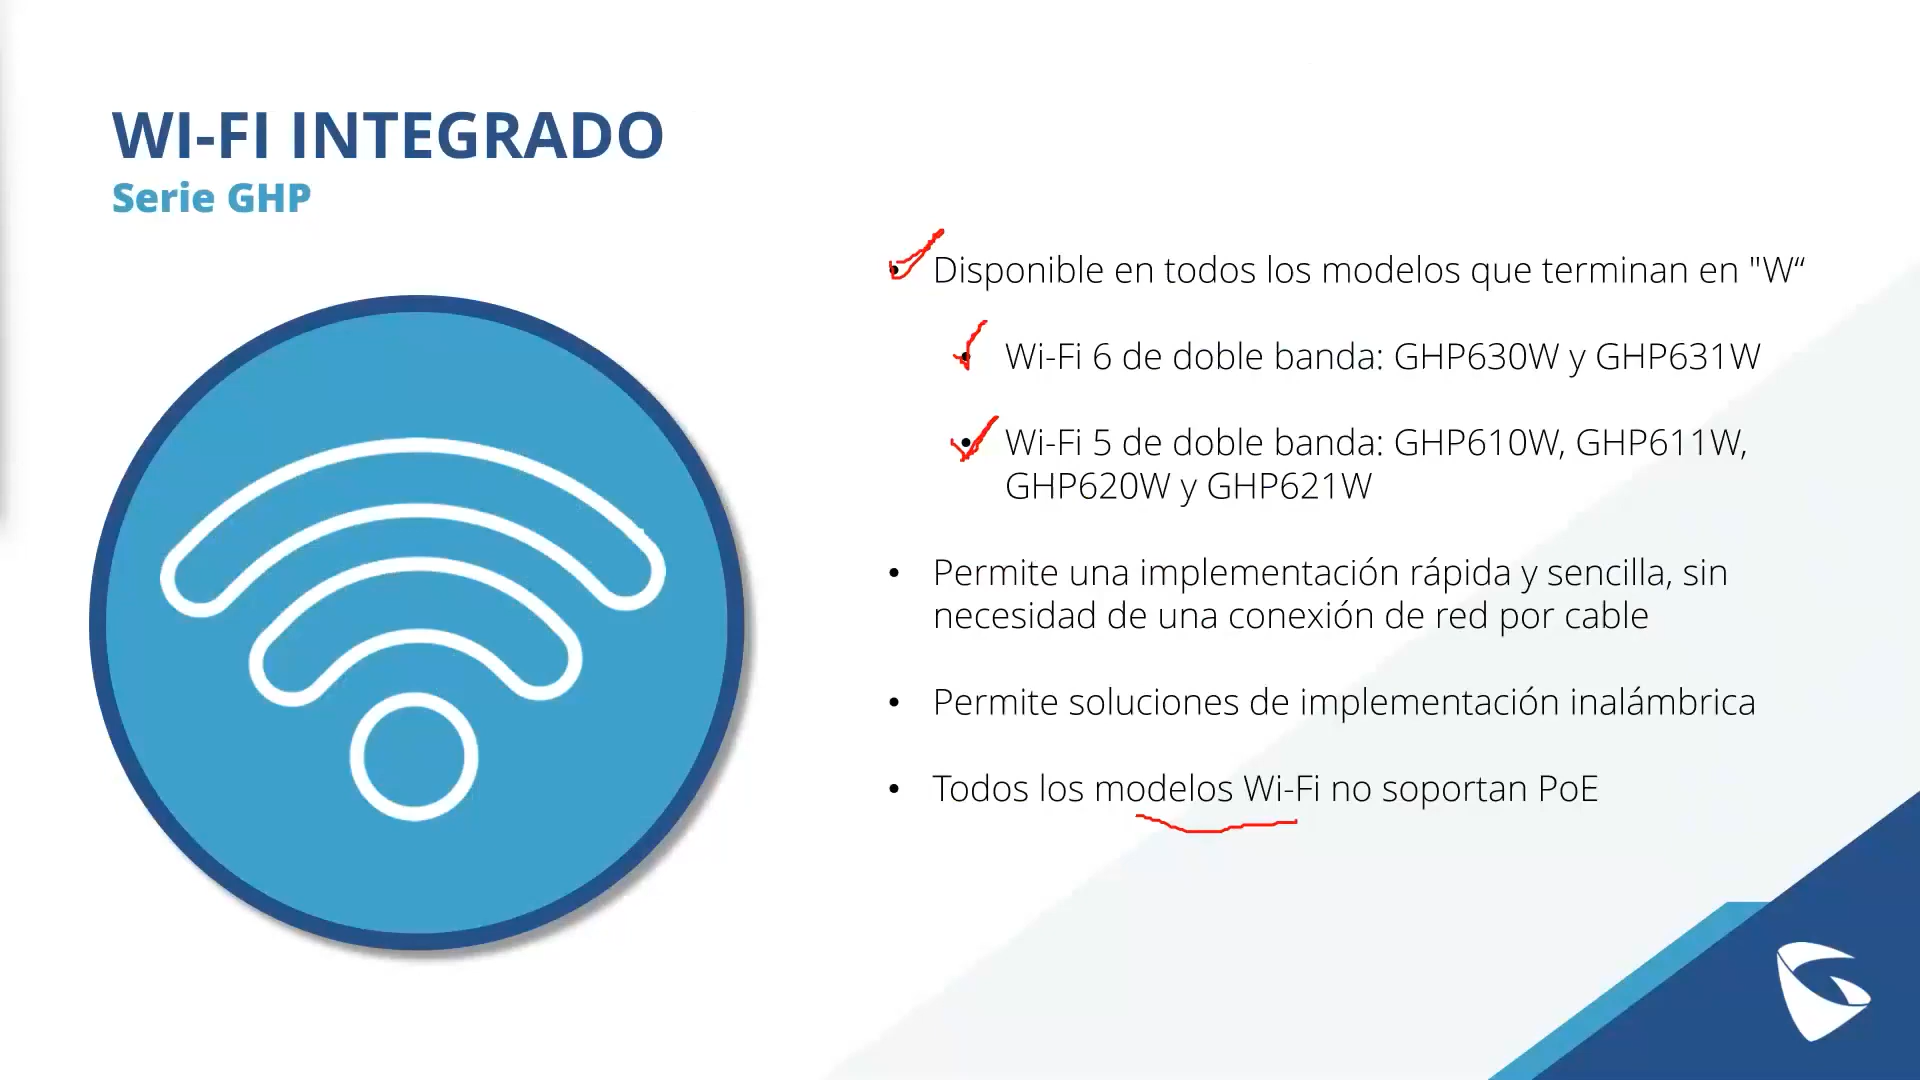 WI-FI INTEGRADO
Serie GHP
• Disponible en todos los modelos que terminan en "W“
• Wi-Fi 6 de doble banda: GHP630W y GHP631W
• Wi-Fi 5 de doble banda: GHP610W, GHP611W,
GHP620W y GHP621W
• Permite una implementación rápida y sencilla, sin
necesidad de una conexión de red por cable
• Permite soluciones de implementación inalámbrica
• Todos los modelos Wi-Fi no soportan PoE